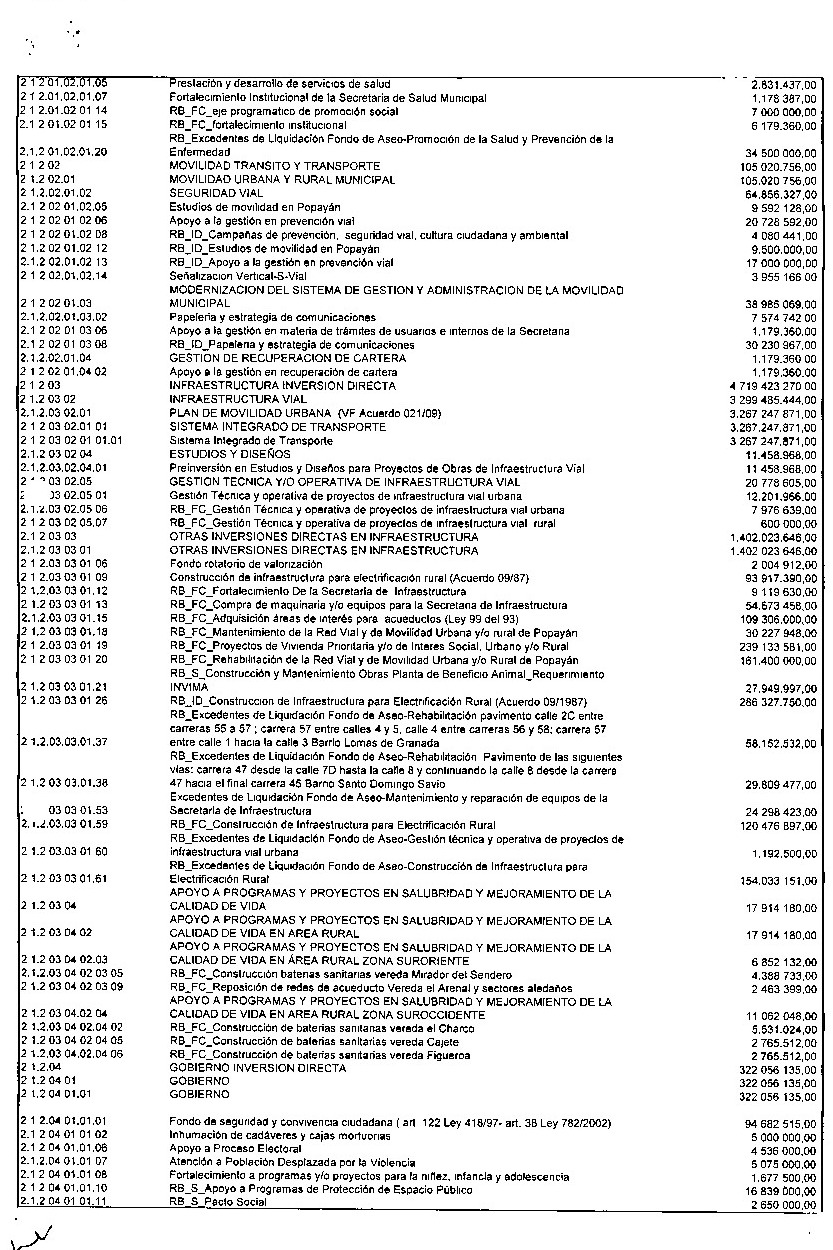 2 1 2 01.02.01.05 Prestación y desarrollo de servicios de salud 2.831.437,00
2 1 2.01.02.01.07 Fortalecimiento Institucional de la Secretaria de Salud Municipal 1,178 387,00
2 1 2.01.02 01 14 RB_FC_eje programatico de promoción social 7 000 000,00
2.1 2 01.02 01 15 RB_FC_fortalecimiento institucional 6 179.360,00
RB_Excedentes de Liquidación Fondo de Aseo-Promoción de la Salud y Prevención de la
2.1.2 01.02.01.20 Enfermedad 34 500 000,00
2 1 2 02 MOVILIDAD TRANSITO Y TRANSPORTE 105 020.756,00
2 1.2 02.01 MOVILIDAD URBANA Y RURAL MUNICIPAL 105.020 756,00
2 1.2.02.01.02 SEGURIDAD VIAL 64.856.327,00
2.1 2 02 01.02.05 Estudios de movilidad en Popayán 9 592 128,00
2 1 2 02 01 02 06 Apoyo a la gestión en prevención vial 20 728 592,00
2 1 2 02 01.02 08 RB_ID_Campañas de prevención, seguridad vial, cultura ciudadana y ambiental 4 080 441,00
2 1.2 02 01.02 12 RB_ID_Estudios de movilidad en Popayán 9.500.000,00
2.1.2 02.01.02 13 RB_ID_Apoyo a la gestión en prevención vial 17 000 000,00
2 1 2 02.01.02.14 Señalizacion Vertical-S-Vial 3 955 166 00
MODERNIZACION DEL SISTEMA DE GESTION Y ADMINISTRACION DE LA MOVILIDAD
2 1 2 02 01.03 MUNICIPAL 38 985 069,00
2.1.2.02.01.03.02 Papeleria y estrategia de comunicaciones 7 574 742 00
2 1.2 02 01 03 06 Apoyo a la gestión en materia de trámites de usuarios e internos de la Secretana 1,179.360,00
2 1 2 02 01 03 08 RB_ID_Papeleria y estrategia de comunicaciones 30 230 967,00
2.1.2.02.01.04 GESTION DE RECUPERACION DE CARTERA 1.179.360 00
2 1 2 02 01.04 02 Apoyo a la gestión en recuperación de cartera 1,179.360,00
2 1 2 03 INFRAESTRUCTURA INVERSION DIRECTA 4 719 423 270 00
2 1.2 03 02 INFRAESTRUCTURA VIAL 3 299 485.444,00
2.1.2.03 02.01 PLAN DE MOVILIDAD URBANA (VF Acuerdo 021/09) 3.267 247 871,00
2 1 2 03 02.01 01 SISTEMA INTEGRADO DE TRANSPORTE 3.267.247.871,00
2 1 2 03 02 01 01.01 Sistema Integrado de Transporte 3 267 247,871,00
2.1.2 03 02 04 ESTUDIOS Y DISEÑOS 11.458.968,00
2.1.2.03.02.04.01 Preinversión en Estudios y Diseños para Proyectos de Obras de Infraestructura Vial 11 458.968,00
03 02.05 GESTION TECNICA Y/O OPERATIVA DE INFRAESTRUCTURA VIAL 20 778 605,00
03 02.05 01 Gestión Técnica y operativa de proyectos de infraestructura vial urbana 12.201.966,00
2.1.2.03 02.05 06 RB_FC_Gestión Técnica y operativa de proyectos de infraestructura vial urbana 7 976 639,00
2 1 2 03 02 05.07 RB_FC_Gestión Técnica y operativa de proyectos de infraestructura vial rural 600 000,00
2.1 2 03 03 OTRAS INVERSIONES DIRECTAS EN INFRAESTRUCTURA 1.402.023.646,00
2.1.2 03 03 01 OTRAS INVERSIONES DIRECTAS EN INFRAESTRUCTURA 1.402 023 646,00
2 1.2.03 03 01 06 Fondo rotatorio de valorización 2 004 912,00
2.1.2 03 03 01 09 Construcción de infraestructura para electrificación rural (Acuerdo 09/87) 93 917.390,00
2 1.2.03 03 01.12 RB_FC_Fortalecimiento De la Secretaria de Infraestructura 9 119 630,00
2 1.2 03 03 01 13 RB_FC_Compra de maquinaria y/o equipos para la Secretana de Infraestructura 54.673 458,00
2.1.2.03 03 01.15 RB_FC_Adquisición áreas de interés para acueductos (Ley 99 del 93) 109 306.000,00
2 1 2.03 03 01.18 RB_FC_Mantenimiento de la Red Vial y de Movilidad Urbana y/o rural de Popayán 30 227 948,00
2 1 2 03 03 01 19 RB_FC_Proyectos de Vivienda Prioritaria y/o de Interes Social, Urbano y/o Rural 239 133 581,00
2 1 2 03 03 01 20 RB_FC_Rehabilitación de la Red Vial y de Movilidad Urbana y/o Rural de Popayán 161.400 000,00
RB_S_Construcción y Mantenimiento Obras Planta de Beneficio Animal_Requerimiento
2 1.2 03 03 01.21 INVIMA 27.949.997,00
2 1.2 03 03 01 26 RB_ID_Construccion de Infraestructura para Electrificación Rural (Acuerdo 09/1987) 286 327.750,00
RB_Excedentes de Liquidación Fondo de Aseo-Rehabilitación pavimento calle 2C entre
carreras 55 a 57 ; carrera 57 entre calles 4 y 5, calle 4 entre carreras 56 y 58; carrera 57
2 1.2.03.03.01.37 entre calle 1 hacia la calle 3 Barrio Lomas de Granada 58.152.532,00
RB_Excedentes de Liquidación Fondo de Aseo-Rehabilitación Pavimento de las siguientes
vias: carrera 47 desde la calle 7D hasta la calle 8 y continuando la calle 8 desde la carrera
2 1.2 03 03.01.38 47 hacia el final carrera 45 Barrio Santo Domingo Savio 29.809 477,00
Excedentes de Liquidación Fondo de Aseo-Mantenimiento y reparación de equipos de la
03 03 01.53 Secretaria de Infraestructura 24 298 423,00
2.1.2.03.03 01.59 RB_FC_Construcción de Infraestructura para Electrificación Rural 120 476 897,00
RB_Excedentes de Liquidación Fondo de Aseo-Gestión técnica y operativa de proyectos de
2 1.2 03.03 01 60 infraestructura vial urbana 1,192.500,00
RB_Excedentes de Liquidación Fondo de Aseo-Construcción de Infraestructura para
2 1.2 03 03 01.61 Electrificación Rural 154.033 151,00
APOYO A PROGRAMAS Y PROYECTOS EN SALUBRIDAD Y MEJORAMIENTO DE LA
2 1.2 03 04 CALIDAD DE VIDA 17 914 180,00
APOYO A PROGRAMAS Y PROYECTOS EN SALUBRIDAD Y MEJORAMIENTO DE LA
2 1.2 03 04 02 CALIDAD DE VIDA EN AREA RURAL 17 914 180,00
APOYO A PROGRAMAS Y PROYECTOS EN SALUBRIDAD Y MEJORAMIENTO DE LA
2 1.2 03 04 02.03 CALIDAD DE VIDA EN ÁREA RURAL ZONA SURORIENTE 6 852 132,00
2.1.2.03 04 02 03 05 RB_FC_Construcción baterias sanitarias vereda Mirador del Sendero 4.388 733,00
2 1.2 03 04 02 03 09 RB_FC_Reposición de redes de acueducto Vereda el Arenal y sectores aledaños 2 463 399,00
APOYO A PROGRAMAS Y PROYECTOS EN SALUBRIDAD Y MEJORAMIENTO DE LA
2 1 2.03 04.02 04 CALIDAD DE VIDA EN AREA RURAL ZONA SUROCCIDENTE 11 062 048,00
2 1.2.03 04 02.04 02 RB_FC_Construcción de baterias sanitarias vereda el Charco 5.531.024,00
2 1.2 03 04 02 04 05 RB_FC_Construcción de baterias sanitarias vereda Cajete 2 765.512,00
2 1.2.03 04.02.04 06 RB_FC_Construcción de baterias sanitarias vereda Figueroa 2 765.512,00
2 1.2.04 GOBIERNO INVERSION DIRECTA 322 056 135,00
2 1.2 04 01 GOBIERNO 322 056 135,00
2 1.2 04 01.01 GOBIERNO 322 056 135,00
2 1 2.04 01.01.01 Fondo de seguridad y convivencia ciudadana ( art 122 Ley 418/97- art. 38 Ley 782/2002) 94 682 515,00
2 1 2 04 01 01 02 Inhumación de cadáveres y cajas mortuorias 5 000 000,00
2 1 2 04 01.01.06 Apoyo a Proceso Electoral 4 536 000,00
2 1.2.04 01.01 07 Atención a Población Desplazada por la Violencia 5 075 000,00
2 1.2 04 01.01 08 Fortalecimiento a programas y/o proyectos para la niñez, infancia y adolescencia 1.677 500,00
2 1 2 04 01.01.10 RB_S_Apoyo a Programas de Protección de Espacio Público 16 839 000,00
2.1.2 04 01 01.11 RB_S_Pacto Social 2 650 000,00